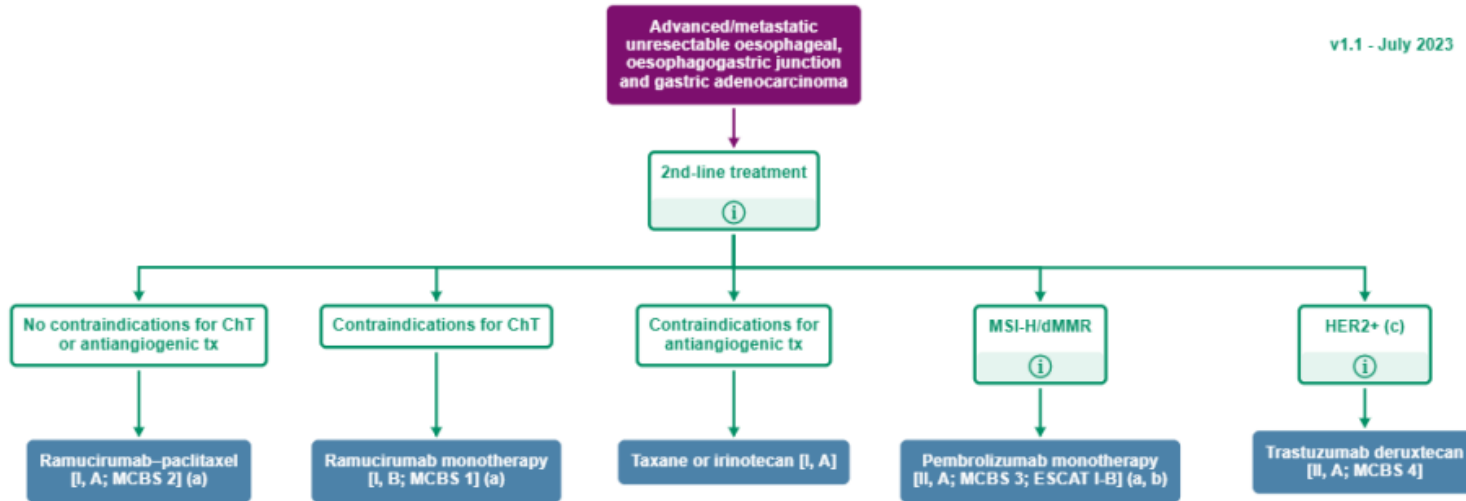 Advanced/metastatic
unresectable oesophageal,
oesophagogastric junction
and gastric adenocarcinoma
v1.1 - July 2023
2nd-line treatment
i
No contraindications for ChT
or antiangiogenic tx
Contraindications for ChT
Contraindications for
antiangiogenic tx
MSI-H/dMMR
i
HER2+ (c)
i
Ramucirumab–paclitaxel
[I, A; MCBS 2] (a)
Ramucirumab monotherapy
[I, B; MCBS 1] (a)
Taxane or irinotecan [I, A]
Pembrolizumab monotherapy
[II, A; MCBS 3; ESCAT I-B] (a, b)
Trastuzumab deruxtecan
[II, A; MCBS 4]